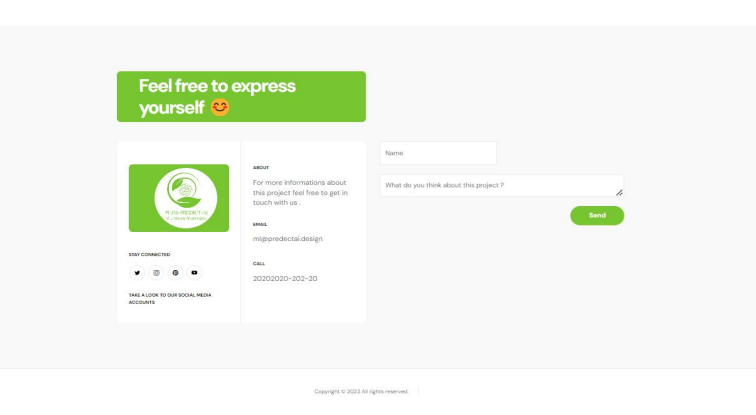 Feel free to express
yourself 😊
ABOUT
For more informations about
this project feel free to get in
touch with us .
EMAIL
ml@predectai.design
CALL
20202020-202-20
STAY CONNECTED
TAKE A LOOK TO OUR SOCIAL MEDIA
ACCOUNTS
Name
What do you think about this project ?
Send
Copyright © 2023 All rights reserved.